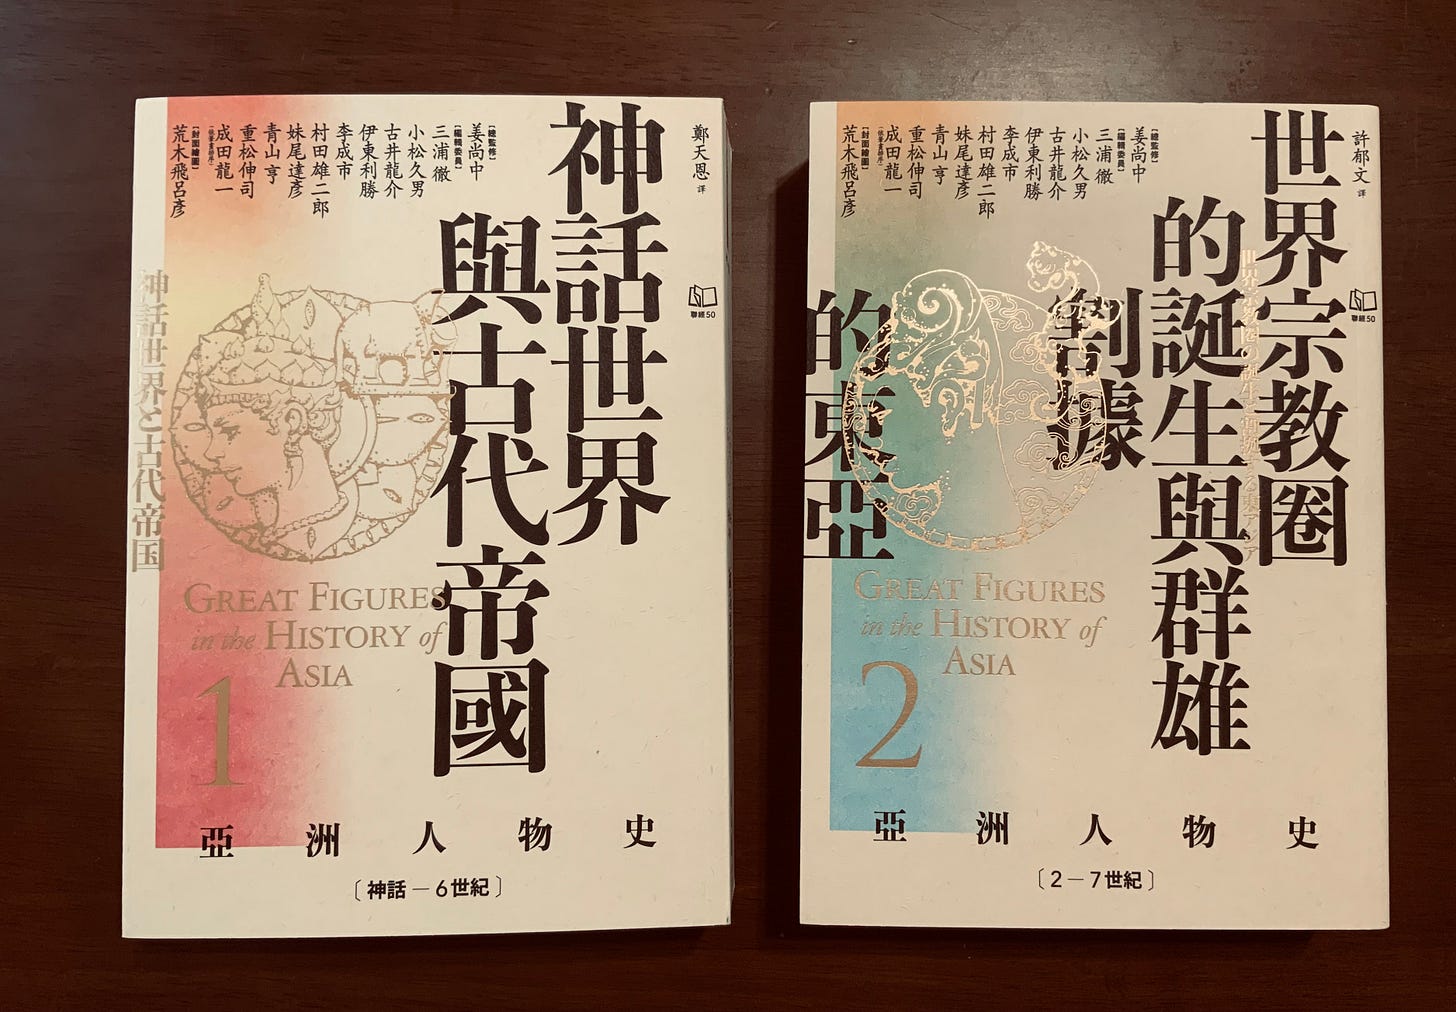 鄭天恩 譯
聯經50
神話世界
與古代帝國
【總監修】
姜尚中
【編輯委員】
三浦 徹
小松久男
古井龍介
伊東利勝
李成市
村田雄二郎
妹尾達彥
青山 亨
重松伸司
成田龍一
【封面繪圖】
荒木飛呂彥
神話世界と古代帝国
GREAT FIGURES
in the HISTORY of
ASIA
1
亞洲人物史
〔神話—6世紀〕
許郁文 譯
聯經50
世界宗教圈
的誕生與群雄
割據
的東亞
【總監修】
姜尚中
【編輯委員】
三浦 徹
小松久男
古井龍介
伊東利勝
李成市
村田雄二郎
妹尾達彥
青山 亨
重松伸司
成田龍一
【封面繪圖】
荒木飛呂彥
GREAT FIGURES
in the HISTORY of
ASIA
2
亞洲人物史
〔2—7世紀〕